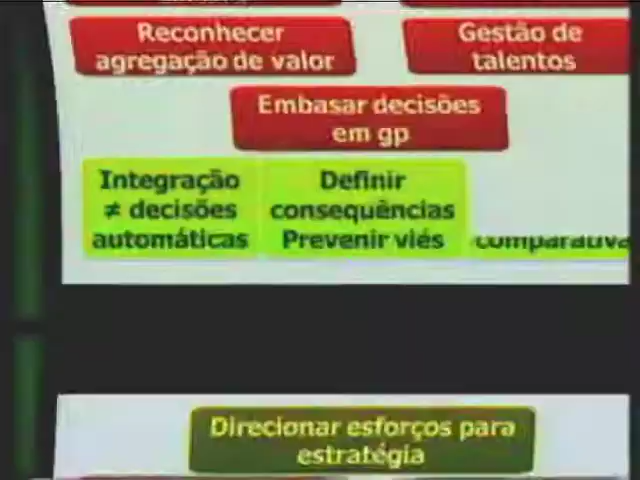 Reconhecer
agregação de valor
Gestão de
talentos
Embasar decisões
em gp
Integração
≠ decisões
automáticas
Definir
consequências
Prevenir viés
comparativa
Direcionar esforços para
estratégia